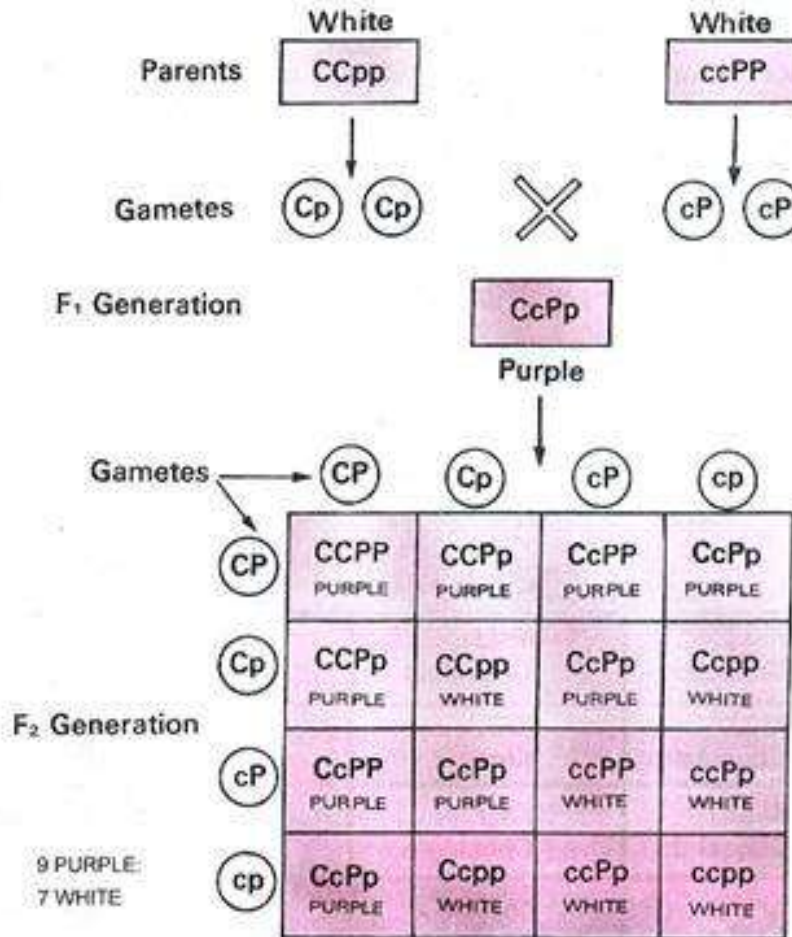 White White
Parents CCpp ccPP
Gametes Cp Cp cP cP
F₁ Generation CcPp
Purple
Gametes CP Cp cP cp
CP CCPP CCPp CcPP CcPp
PURPLE PURPLE PURPLE PURPLE
Cp CCPp CCpp CcPp Ccpp
PURPLE WHITE PURPLE WHITE
F₂ Generation
cP CcPP CcPp ccPP ccPp
PURPLE PURPLE WHITE WHITE
9 PURPLE:
7 WHITE
cp CcPp Ccpp ccPp ccpp
PURPLE WHITE WHITE WHITE